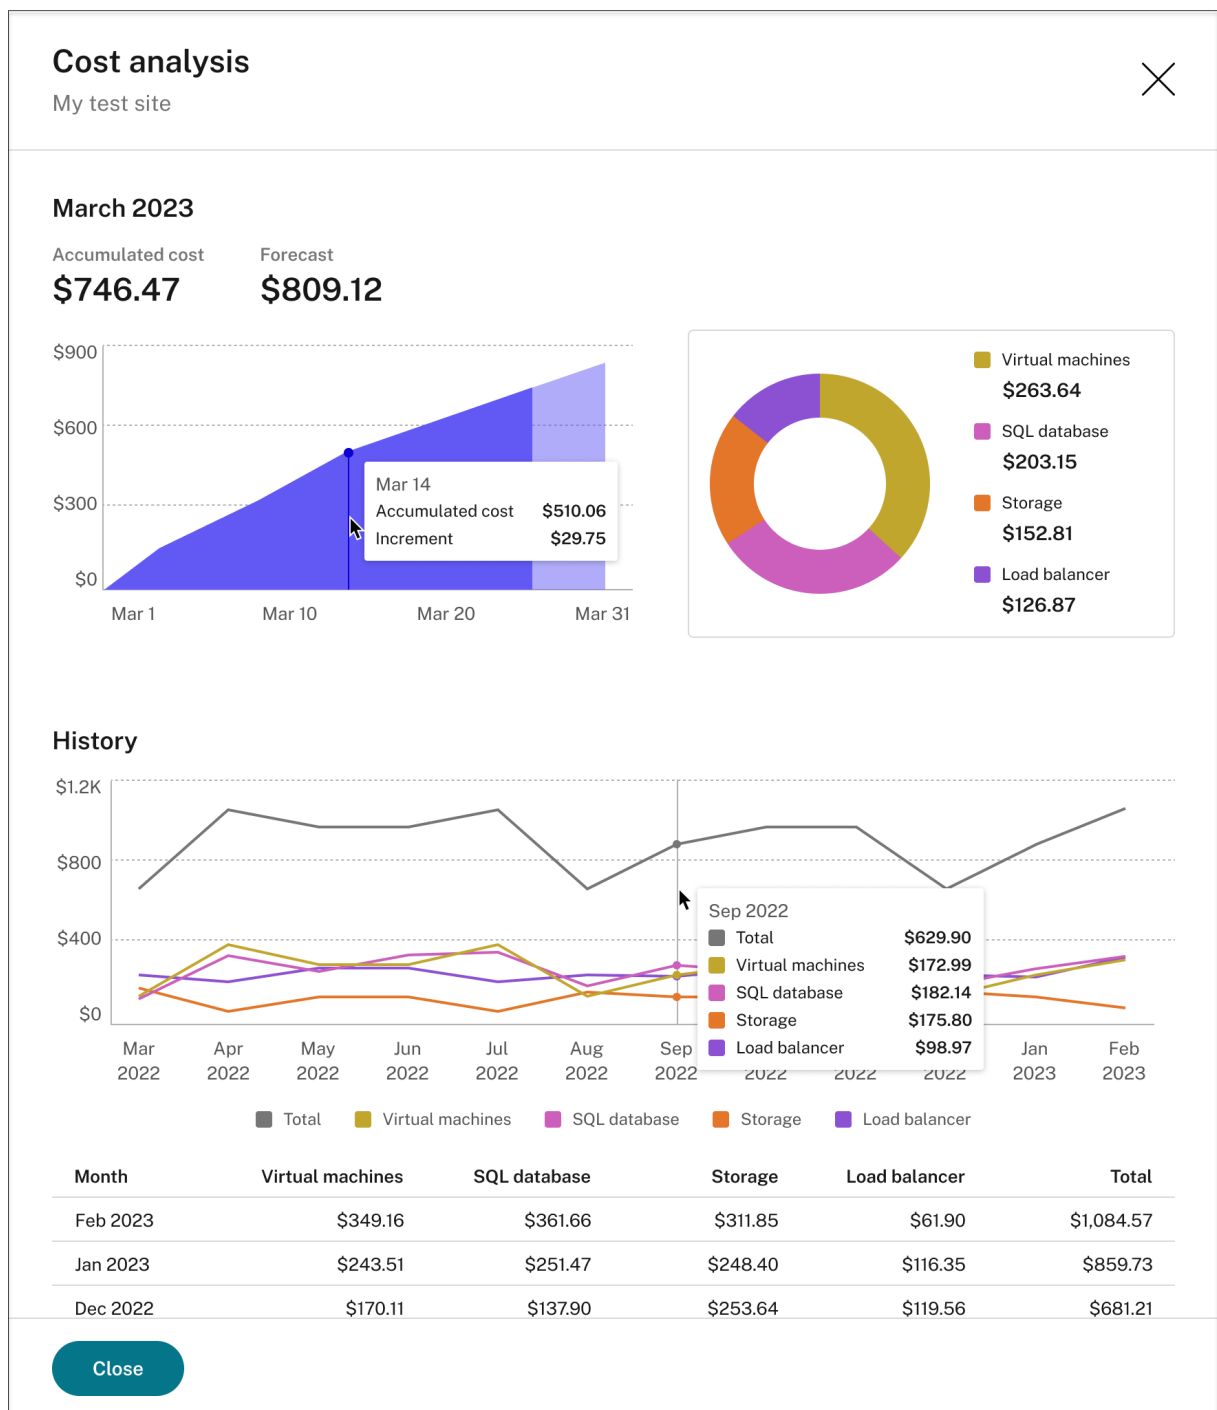 Cost analysis
My test site
March 2023
Accumulated cost Forecast
$746.47 $809.12
$900
$600
$300
$0
Mar 1 Mar 10 Mar 20 Mar 31
Mar 14
Accumulated cost $510.06
Increment $29.75
Virtual machines
$263.64
SQL database
$203.15
Storage
$152.81
Load balancer
$126.87
History
$1.2K
$800
$400
$0
Sep 2022
Total $629.90
Virtual machines $172.99
SQL database $182.14
Storage $175.80
Load balancer $98.97
Mar Apr May Jun Jul Aug Sep Jan Feb
2022 2022 2022 2022 2022 2022 2022 2022 2022 2022 2023 2023
Total Virtual machines SQL database Storage Load balancer
Month Virtual machines SQL database Storage Load balancer Total
Feb 2023 $349.16 $361.66 $311.85 $61.90 $1,084.57
Jan 2023 $243.51 $251.47 $248.40 $116.35 $859.73
Dec 2022 $170.11 $137.90 $253.64 $119.56 $681.21
Close